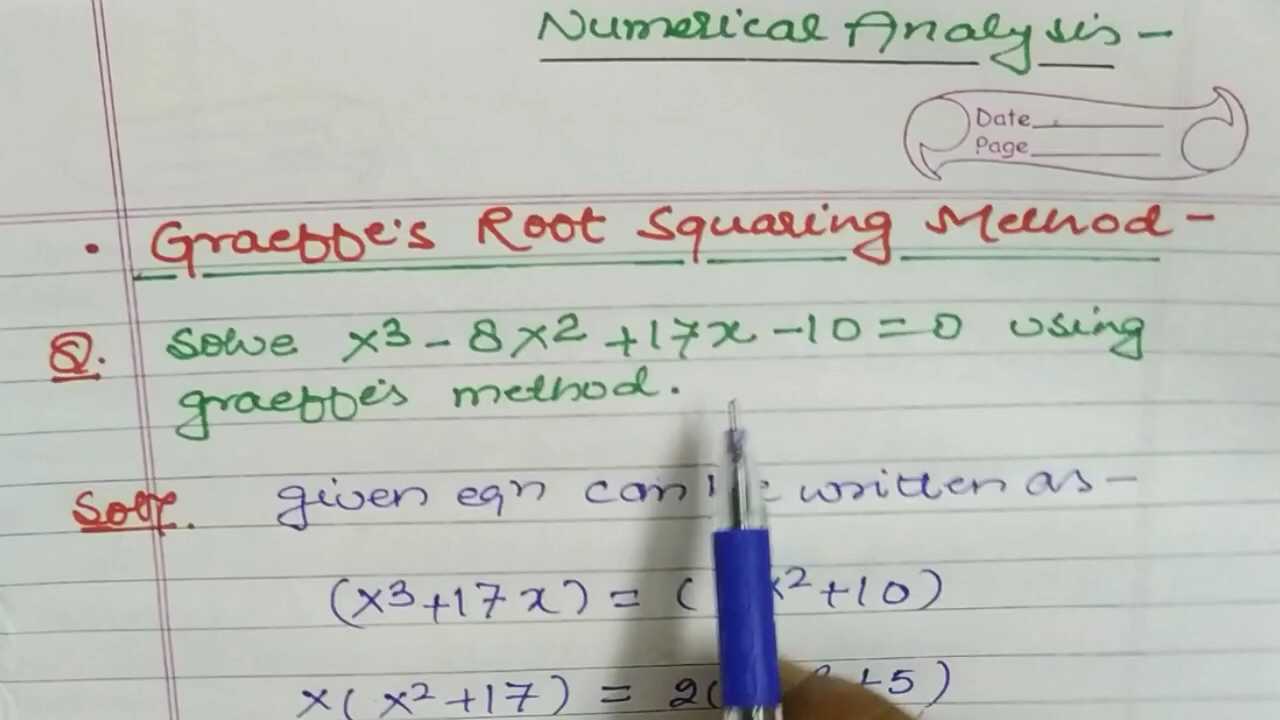 Numerical Analysis -
Date
Page
• Graeffe's Root Squaring Method -
Q. Solve x3 - 8x2 + 17x - 10 = 0 using
graeffe's method.
Soln. given eqn can written as -
(x3 + 17x) = ( x2 + 10)
x(x2 + 17) = 2( +5)